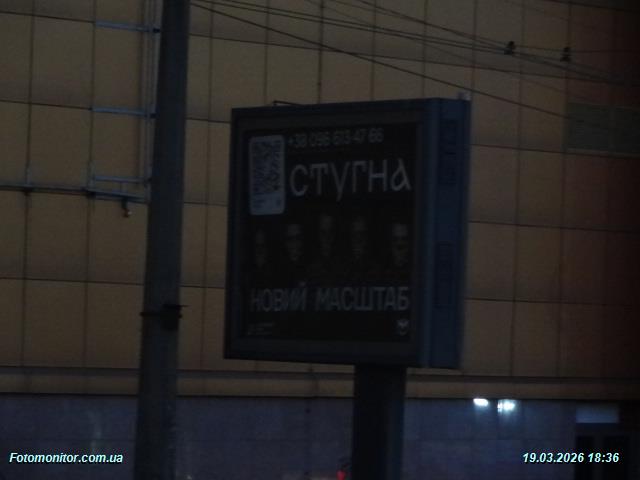 +38 096 613 47 66
СТУГНА
НОВИЙ МАСШТАБ
Fotomonitor.com.ua
19.03.2026 18:36